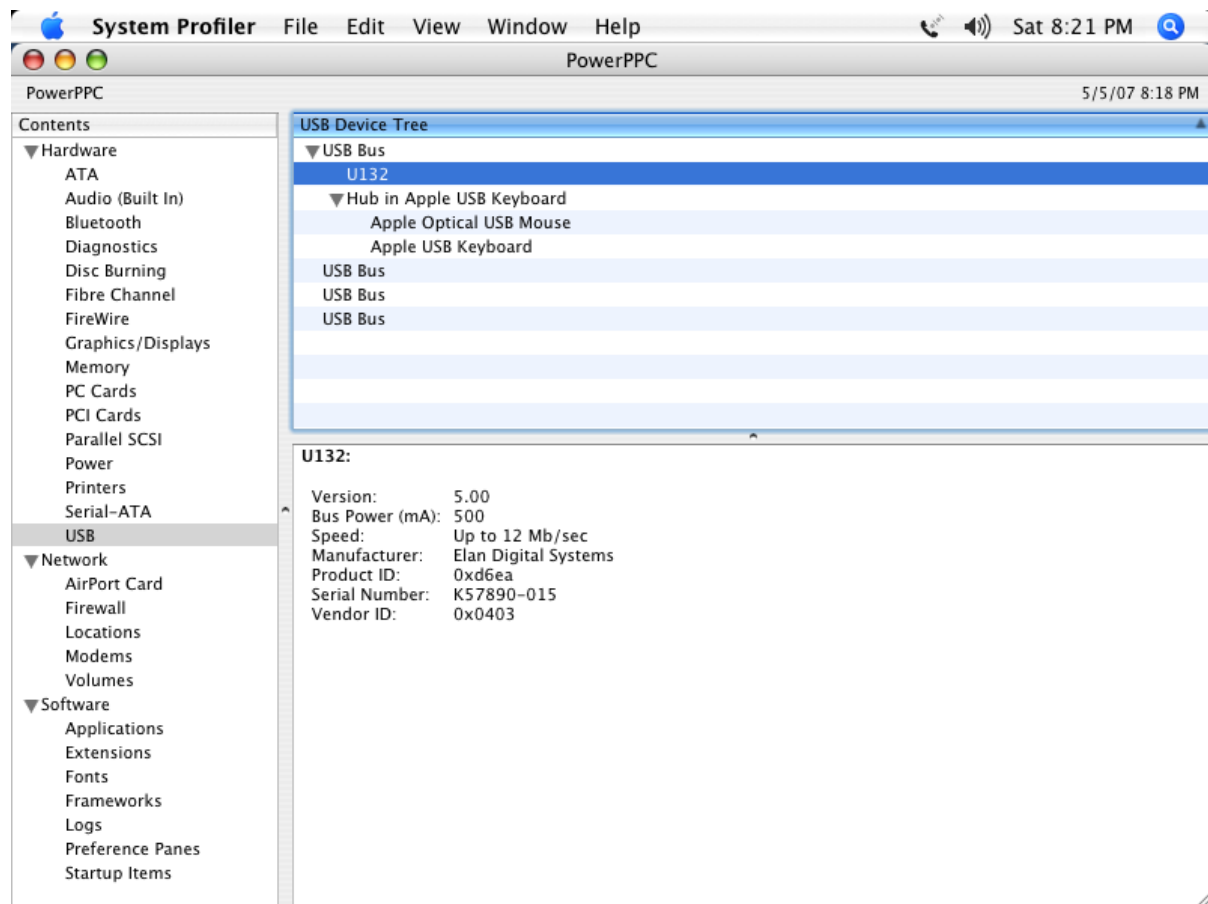 System Profiler File Edit View Window Help Sat 8:21 PM
PowerPPC
PowerPPC 5/5/07 8:18 PM
Contents
Hardware
ATA
Audio (Built In)
Bluetooth
Diagnostics
Disc Burning
Fibre Channel
FireWire
Graphics/Displays
Memory
PC Cards
PCI Cards
Parallel SCSI
Power
Printers
Serial-ATA
USB
Network
AirPort Card
Firewall
Locations
Modems
Volumes
Software
Applications
Extensions
Fonts
Frameworks
Logs
Preference Panes
Startup Items
USB Device Tree
USB Bus
U132
Hub in Apple USB Keyboard
Apple Optical USB Mouse
Apple USB Keyboard
USB Bus
USB Bus
USB Bus
U132:
Version: 5.00
Bus Power (mA): 500
Speed: Up to 12 Mb/sec
Manufacturer: Elan Digital Systems
Product ID: 0xd6ea
Serial Number: K57890-015
Vendor ID: 0x0403